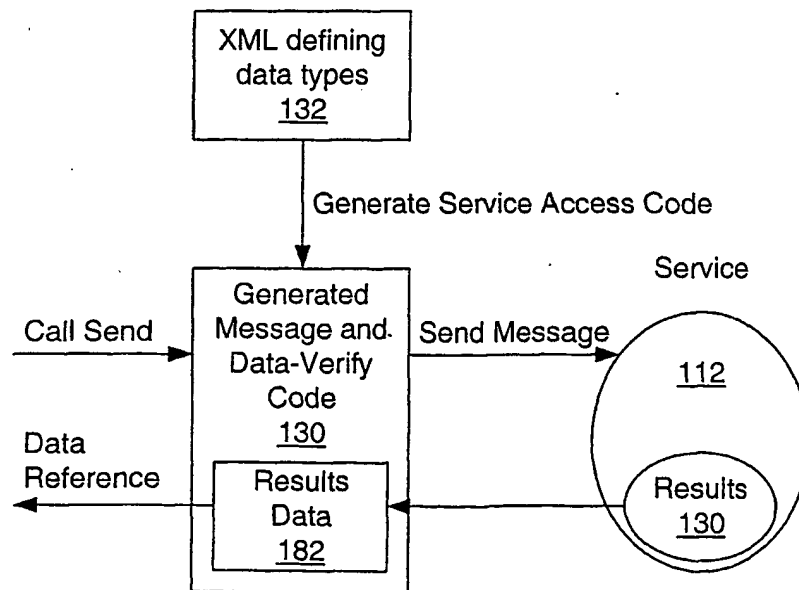 XML defining
data types
132
Generate Service Access Code
Service
Generated
Message and
Data-Verify
Code
130
Call Send
Send Message
112
Data
Reference
Results
Data
182
Results
130